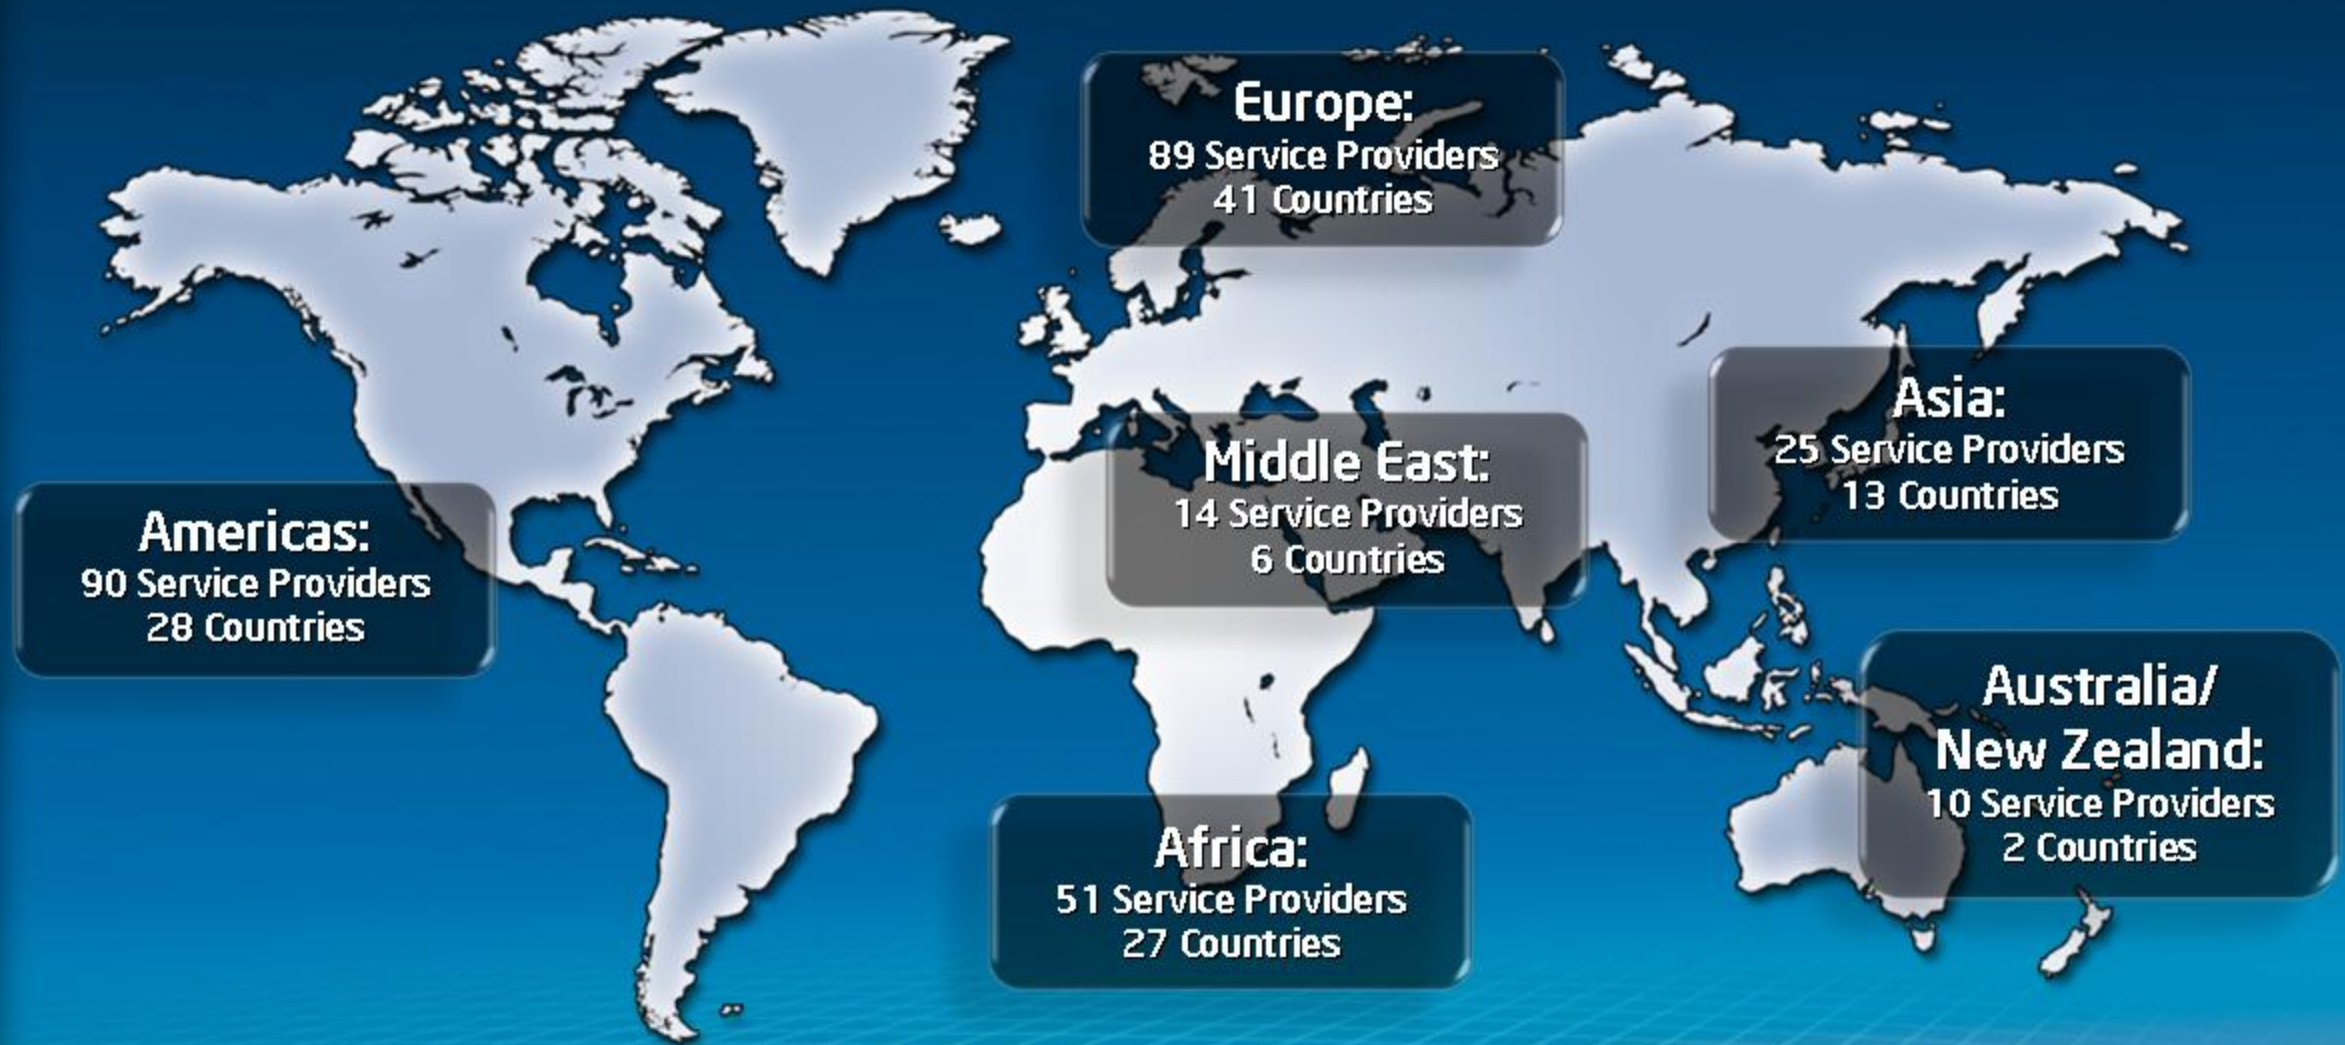 Europe:
89 Service Providers
41 Countries
Asia:
25 Service Providers
13 Countries
Middle East:
14 Service Providers
6 Countries
Americas:
90 Service Providers
28 Countries
Australia/
New Zealand:
10 Service Providers
2 Countries
Africa:
51 Service Providers
27 Countries